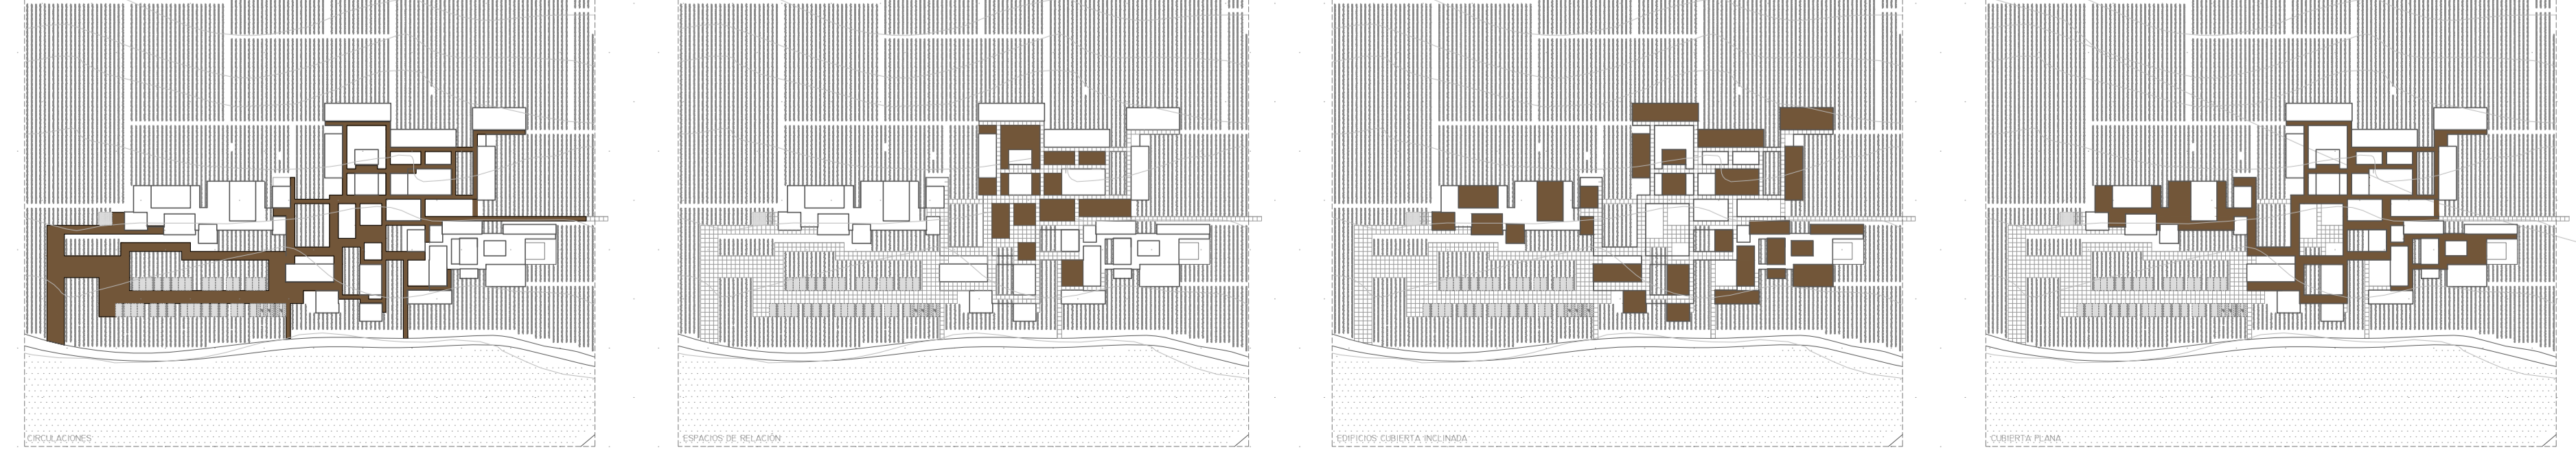 CIRCULACIONES
ESPACIOS DE RELACIÓN
EDIFICIOS CUBIERTA INCLINADA
CUBIERTA PLANA